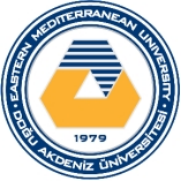 EASTERN MEDITERRANEAN UNIVERSITY
1979
DOĞU AKDENİZ ÜNİVERSİTESİ